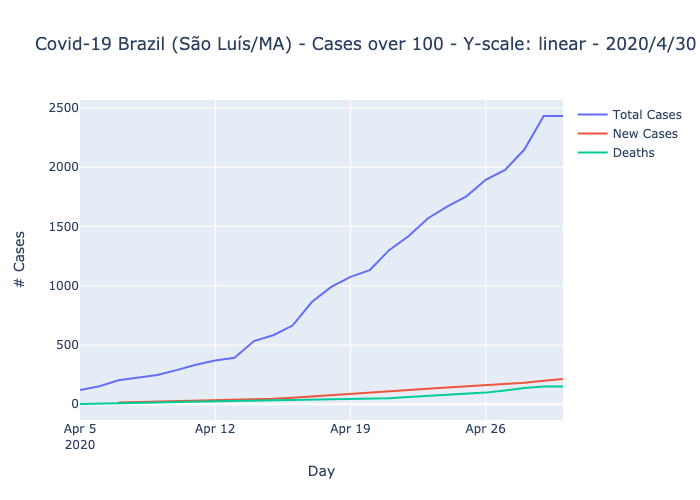 Covid-19 Brazil (São Luís/MA) - Cases over 100 - Y-scale: linear - 2020/4/30
2500
2000
1500
1000
500
0
# Cases
Apr 5
2020
Apr 12
Apr 19
Apr 26
Day
Total Cases
New Cases
Deaths